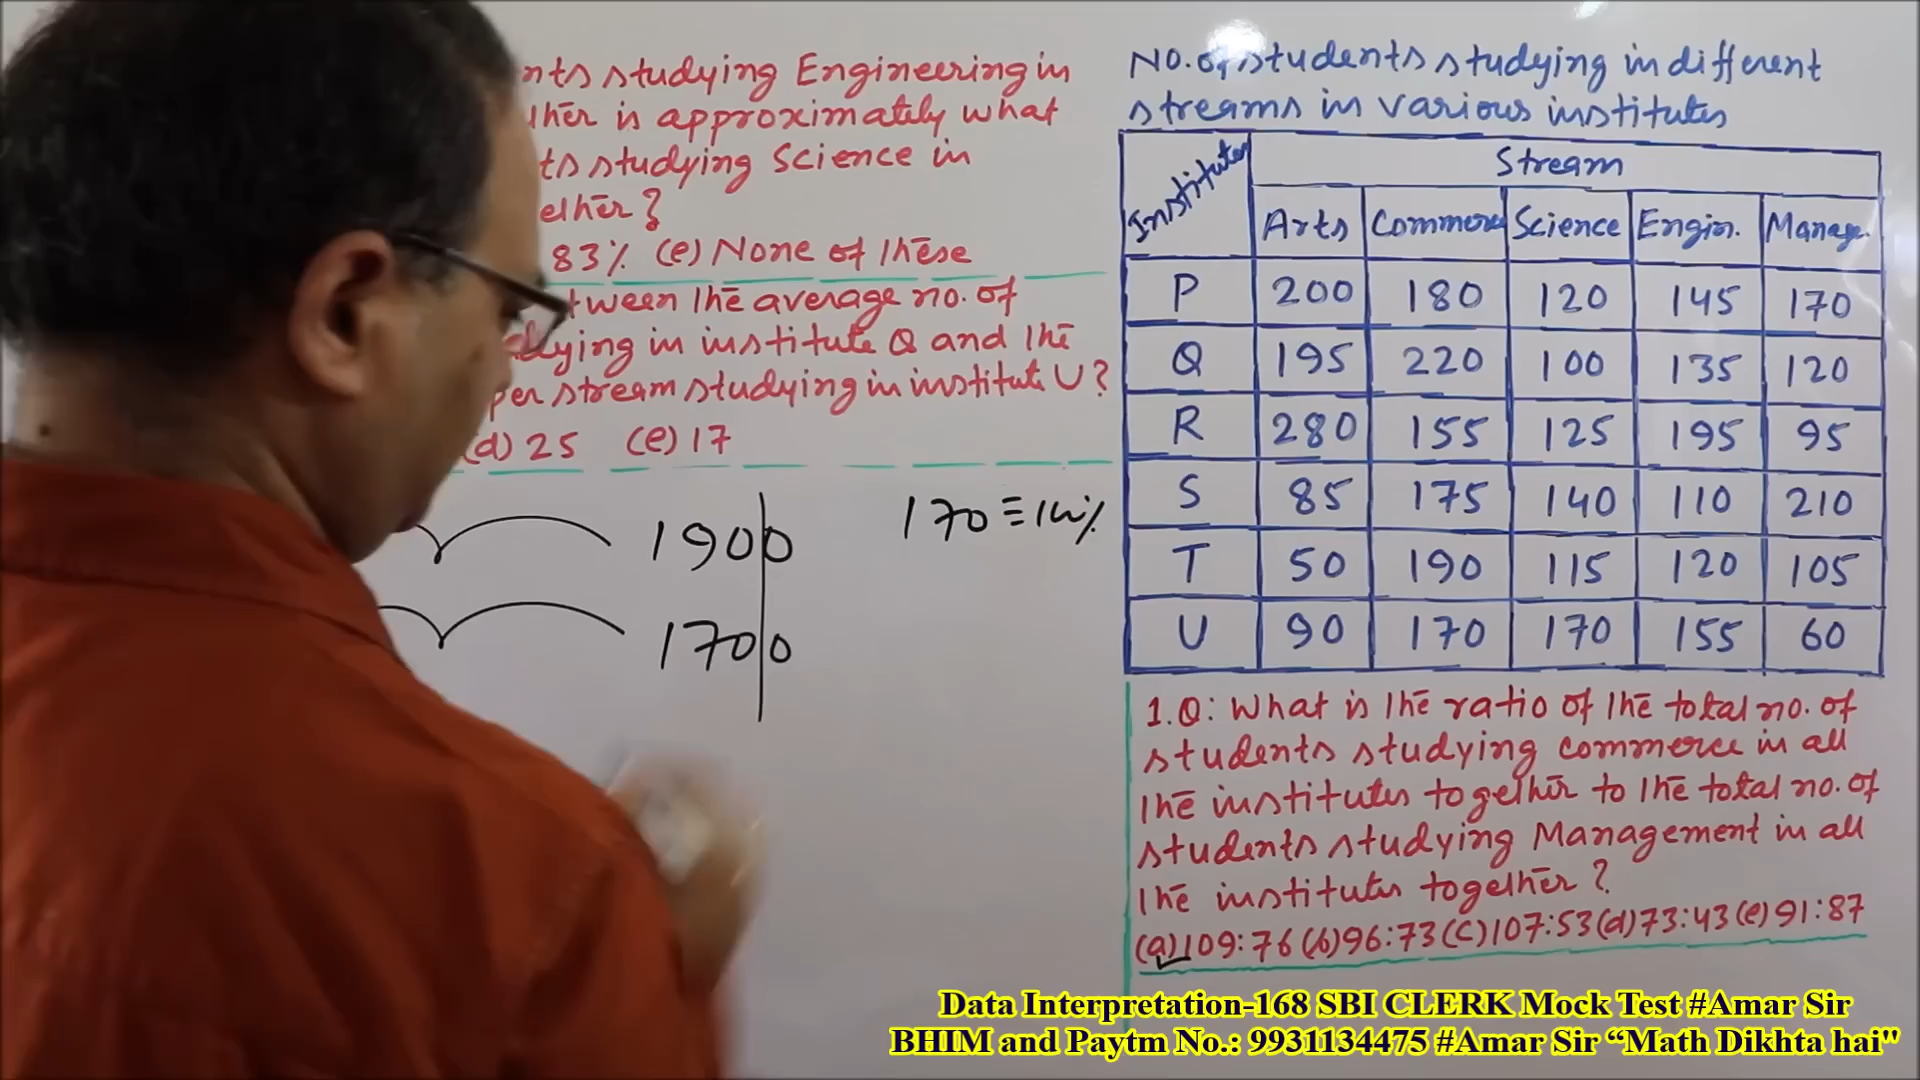 nts studying Engineering in
ther is approximately what
ts studying Science in
ether?
83% (e) None of these
tween the average no. of
dying in institute Q and the
per stream studying in institute U?
(d) 25 (e) 17
1900
1700
170 ≡
No. of students studying in different
streams in various institutes
Institutes Stream
Arts Commerce Science Engin. Manage.
P 200 180 120 145 170
Q 195 220 100 135 120
R 280 155 125 195 95
S 85 175 140 110 210
T 50 190 115 120 105
U 90 170 170 155 60
1.Q: What is the ratio of the total no. of
students studying commerce in all
the institutes together to the total no. of
students studying Management in all
the institutes together?
(a) 109:76 (b) 96:73 (c) 107:53 (d) 73:43 (e) 91:87
Data Interpretation-168 SBI CLERK Mock Test #Amar Sir
BHIM and Paytm No.: 9931134475 #Amar Sir “Math Dikhta hai"